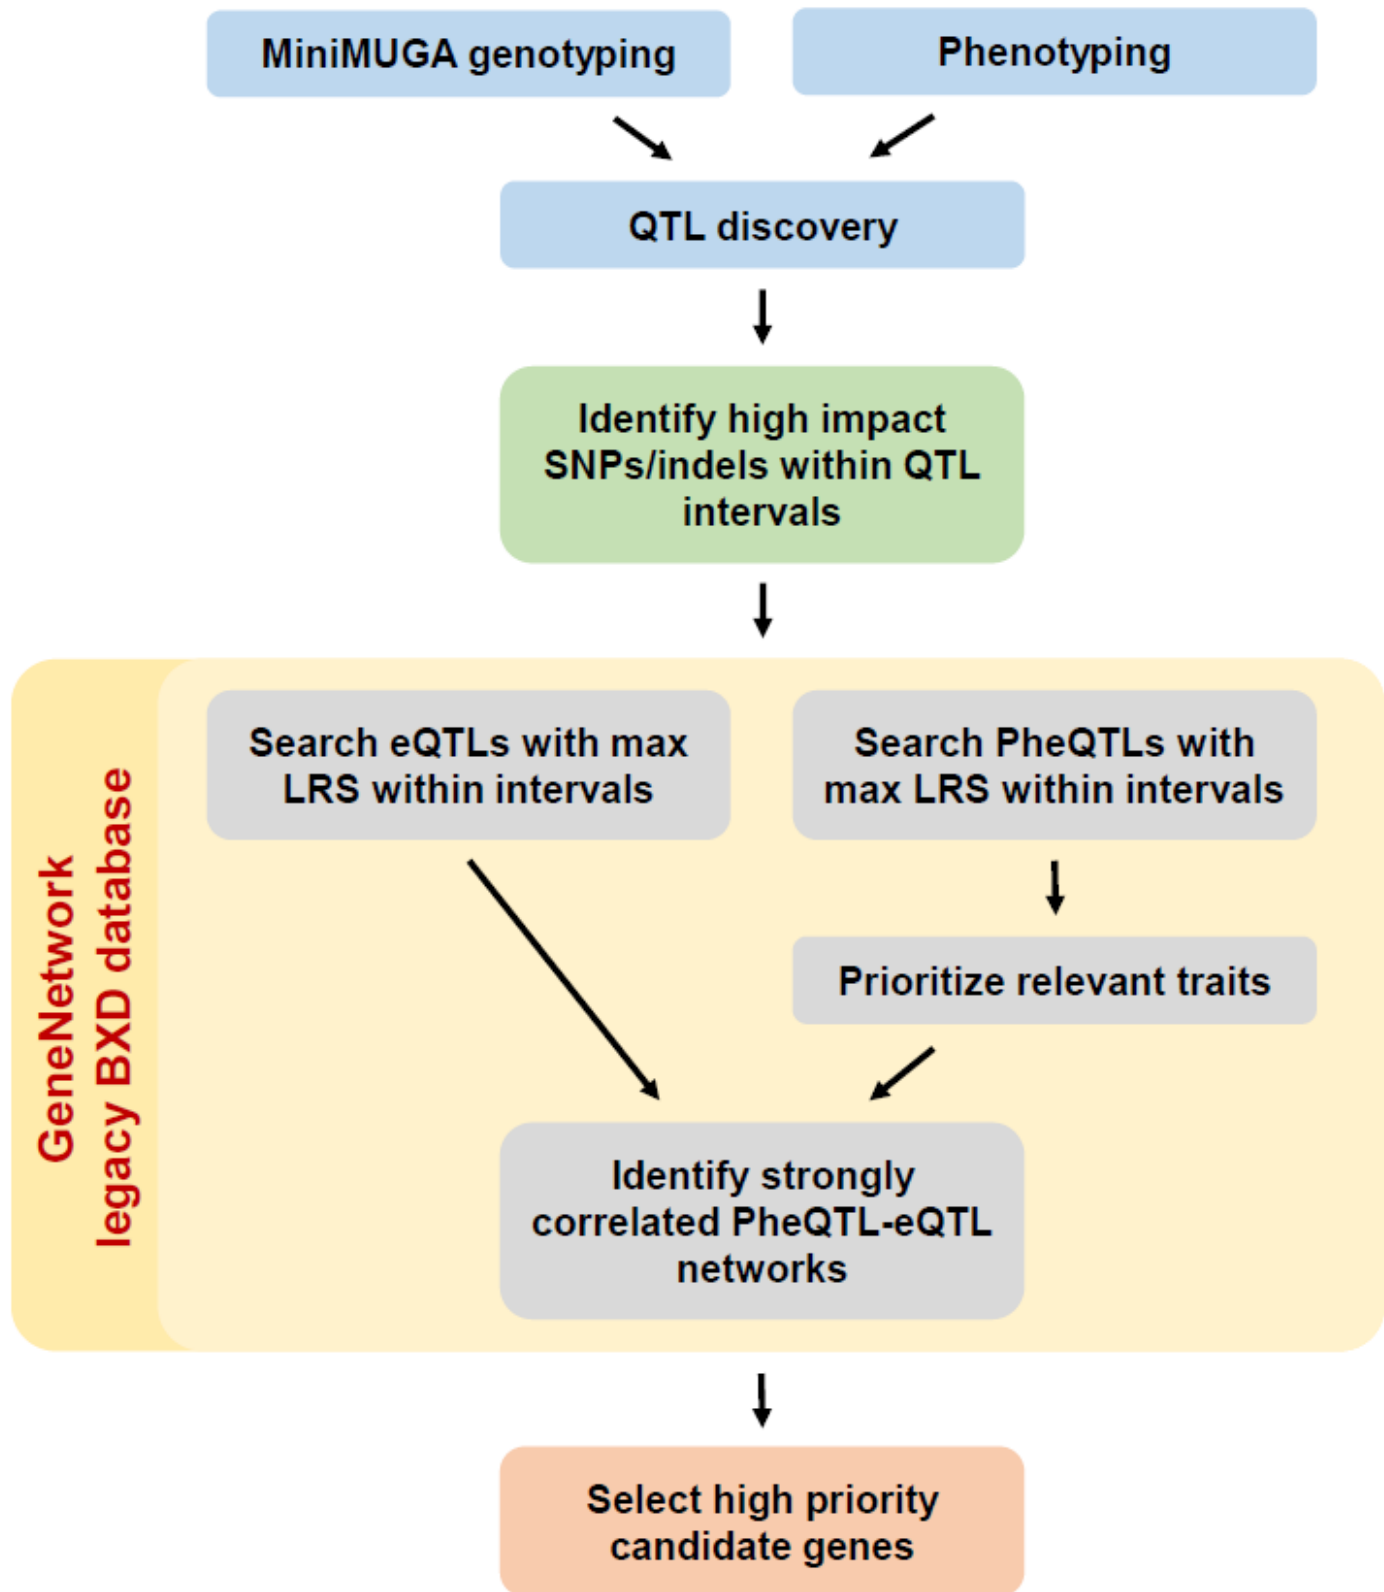 MiniMUGA genotyping
Phenotyping
QTL discovery
Identify high impact
SNPs/indels within QTL
intervals
GeneNetwork
legacy BXD database
Search eQTLs with max
LRS within intervals
Search PheQTLs with
max LRS within intervals
Prioritize relevant traits
Identify strongly
correlated PheQTL-eQTL
networks
Select high priority
candidate genes